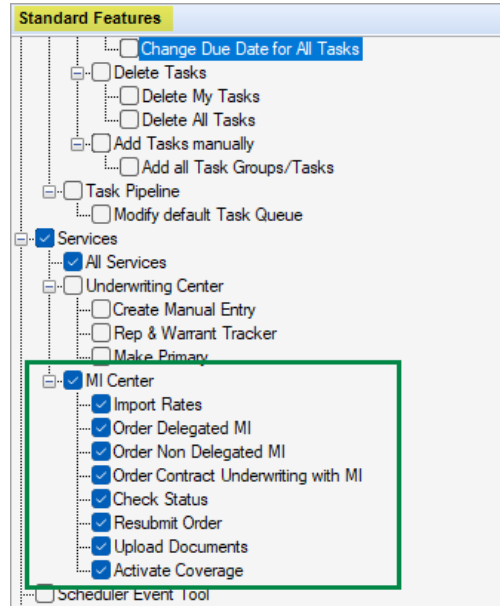 Standard Features
Change Due Date for All Tasks
Delete Tasks
Delete My Tasks
Delete All Tasks
Add Tasks manually
Add all Task Groups/Tasks
Task Pipeline
Modify default Task Queue
Services
All Services
Underwriting Center
Create Manual Entry
Rep & Warrant Tracker
Make Primary
MI Center
Import Rates
Order Delegated MI
Order Non Delegated MI
Order Contract Underwriting with MI
Check Status
Resubmit Order
Upload Documents
Activate Coverage
Scheduler Event Tool